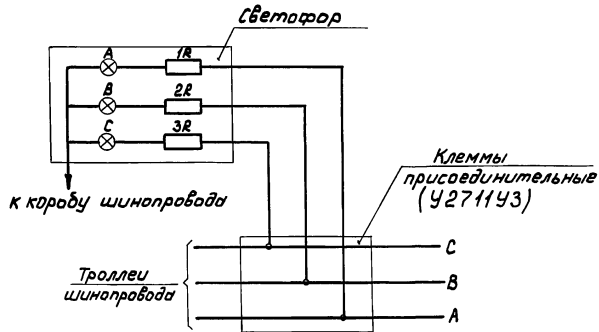 Светофор
A
1R
B
2R
C
3R
к коробу шинопровода
Клеммы
присоединительные
(У2711У3)
Троллеи
шинопровода
C
B
A